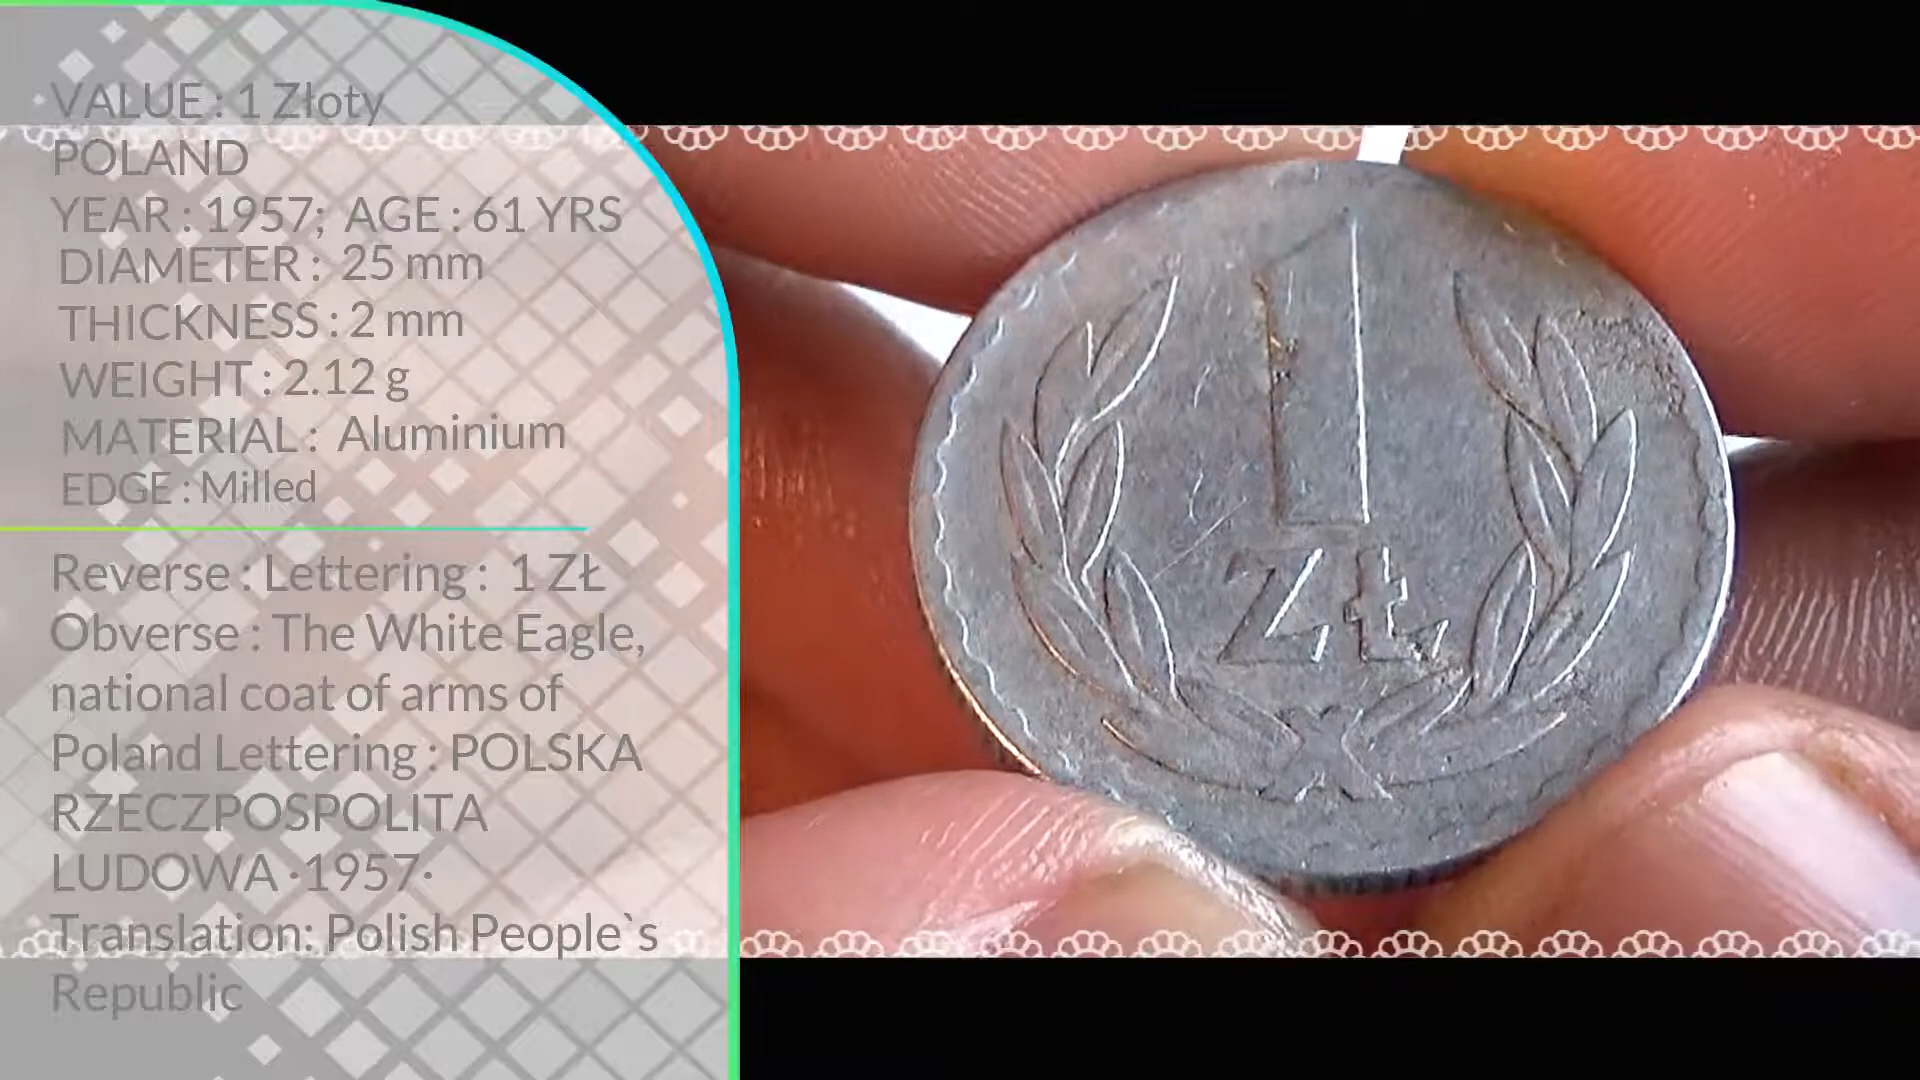 VALUE : 1 Złoty
POLAND
YEAR : 1957; AGE : 61 YRS
DIAMETER : 25 mm
THICKNESS : 2 mm
WEIGHT : 2.12 g
MATERIAL : Aluminium
EDGE : Milled
Reverse : Lettering : 1 ZŁ
Obverse : The White Eagle,
national coat of arms of
Poland Lettering : POLSKA
RZECZPOSPOLITA
LUDOWA ·1957·
Translation: Polish People`s
Republic
1
ZŁ